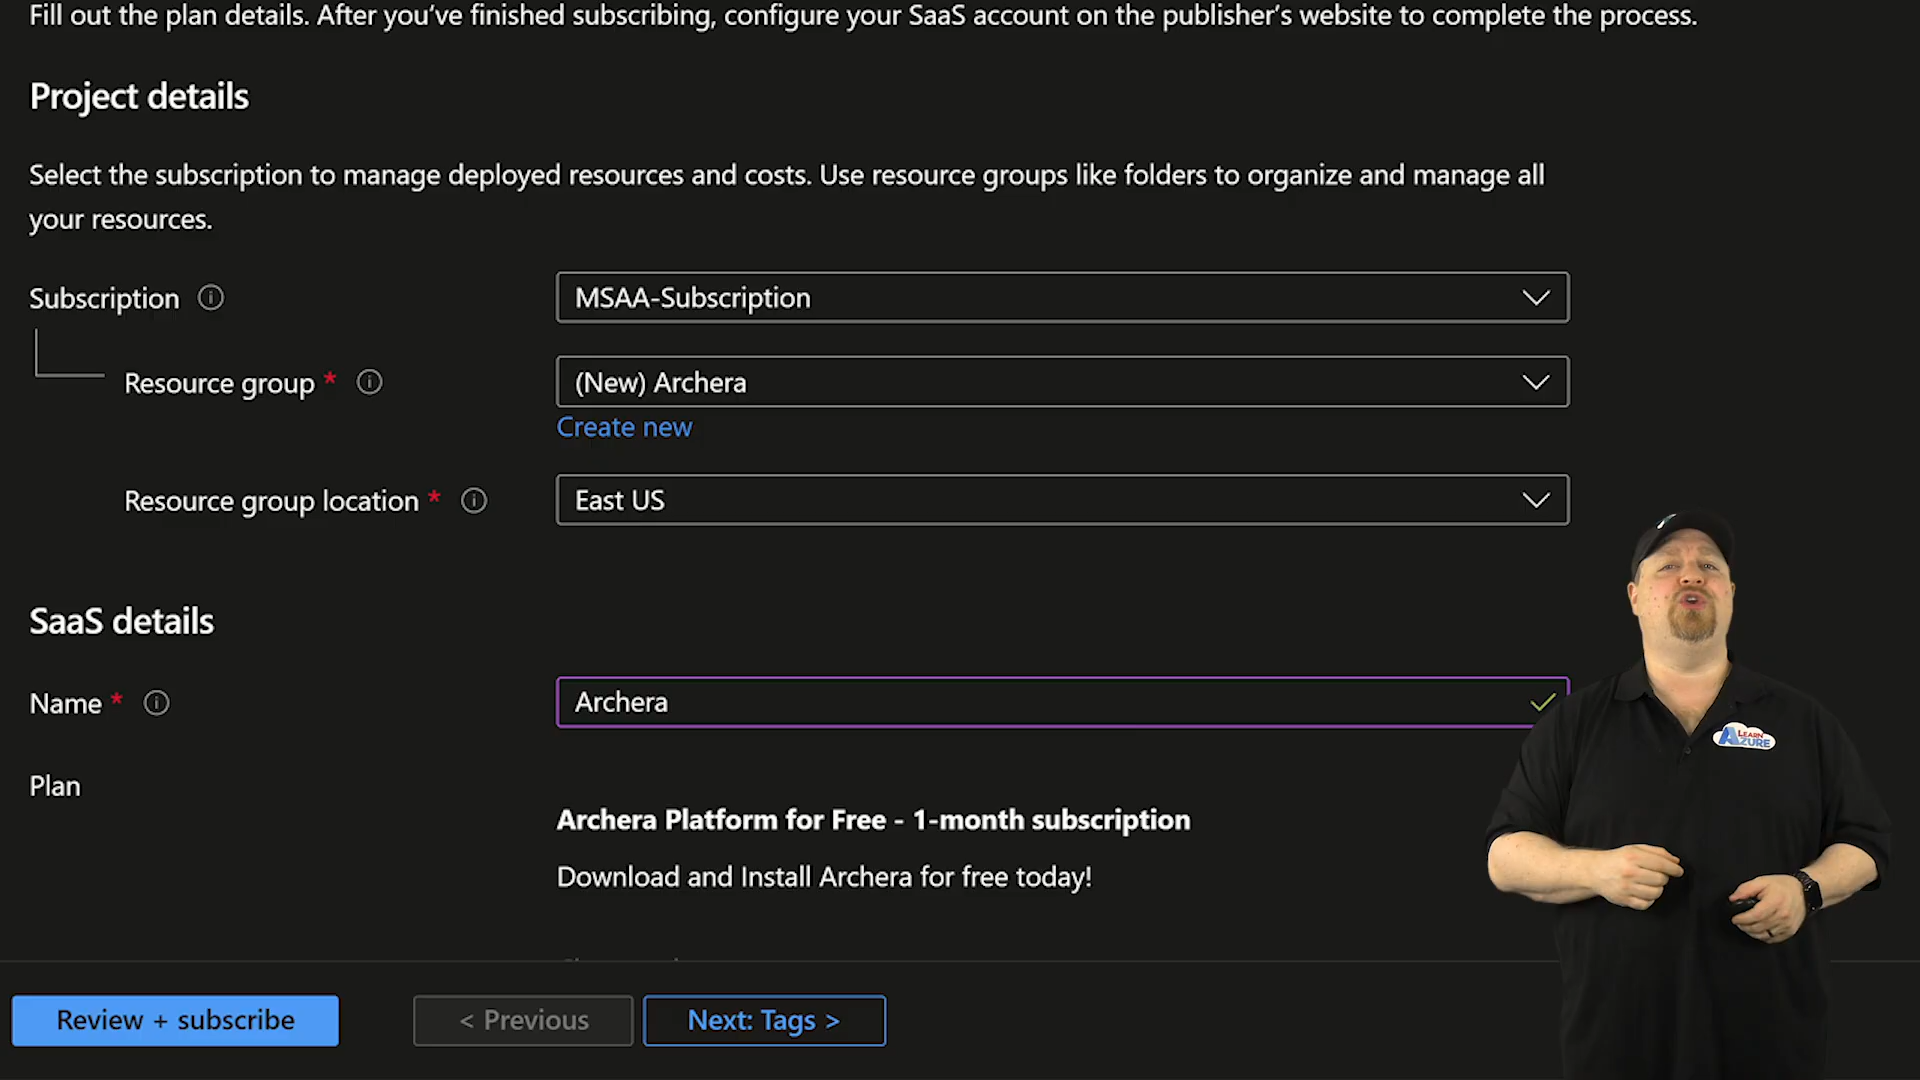 Fill out the plan details. After you’ve finished subscribing, configure your SaaS account on the publisher’s website to complete the process.
Project details
Select the subscription to manage deployed resources and costs. Use resource groups like folders to organize and manage all
your resources.
Subscription
MSAA-Subscription
Resource group *
(New) Archera
Create new
Resource group location *
East US
SaaS details
Name *
Archera
Plan
Archera Platform for Free - 1-month subscription
Download and Install Archera for free today!
Review + subscribe
< Previous
Next: Tags >
LEARN
AZURE